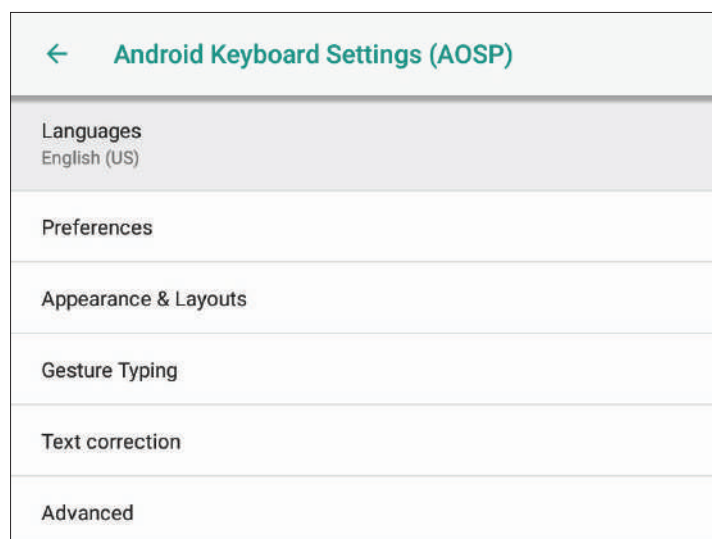 Android Keyboard Settings (AOSP)
Languages
English (US)
Preferences
Appearance & Layouts
Gesture Typing
Text correction
Advanced